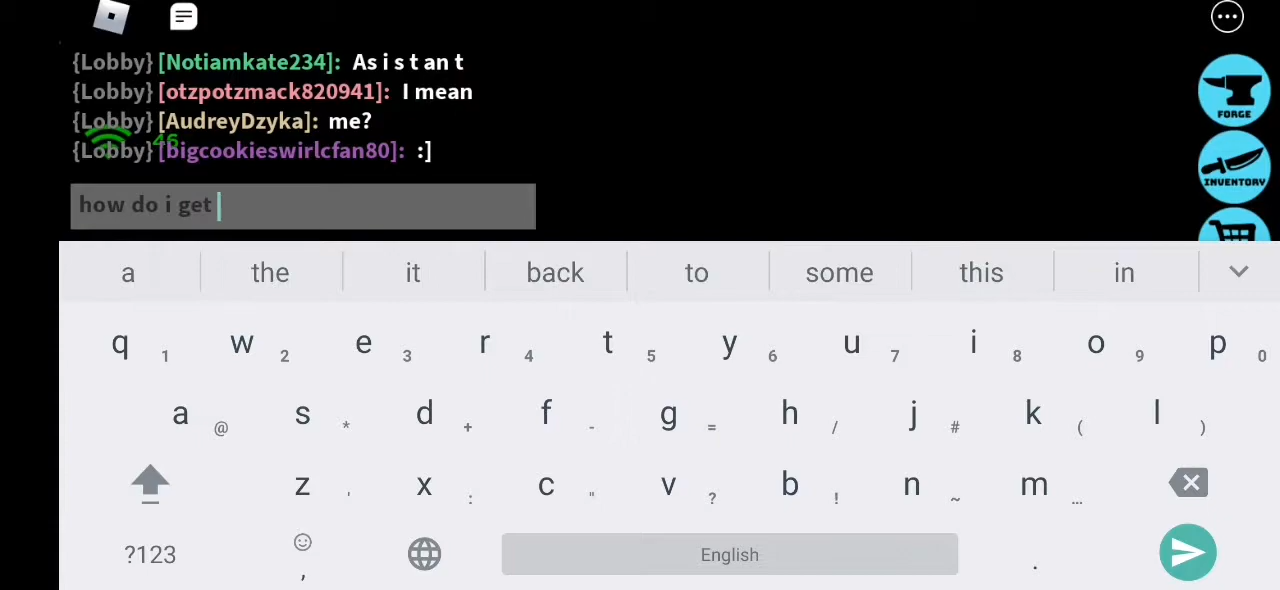 {Lobby} [Notiamkate234]: As i s t an t
{Lobby} [otzpotzmack820941]: I mean
{Lobby} [AudreyDzyka]: me?
46
{Lobby} [bigcookieswirlcfan80]: :]
how do i get
FORGE
INVENTORY
a the it back to some this in
q 1 w 2 e 3 r 4 t 5 y 6 u 7 i 8 o 9 p 0
a @ s * d + f - g = h / j # k ( l )
z ' x : c " v ? b ! n ~ m …
?123 , English .